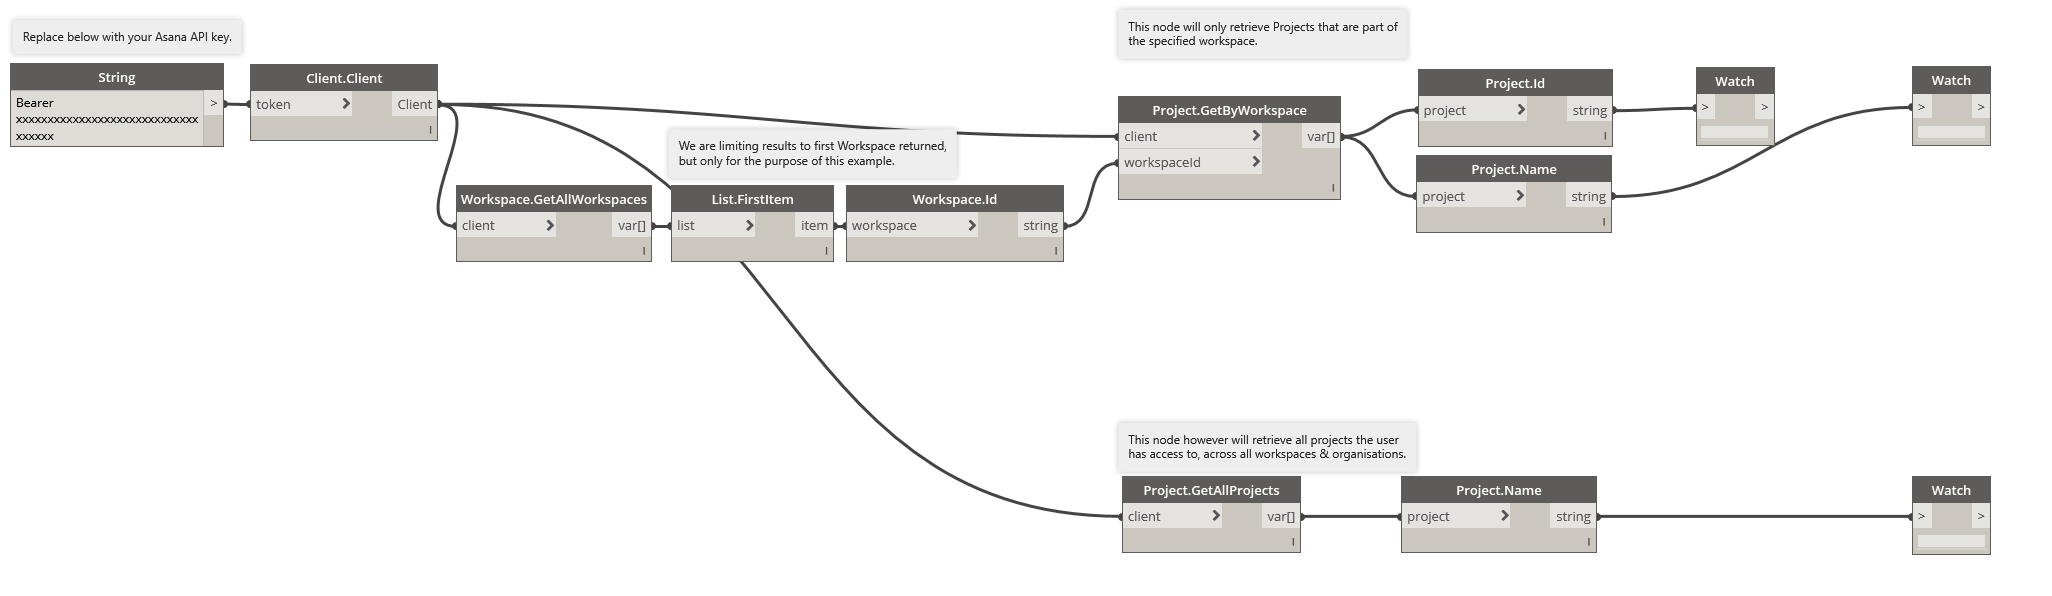 Replace below with your Asana API key.
String
Bearer
xxxxxxxxxxxxxxxxxxxxxxxxxxxxx
xxxxxx
>
Client.Client
token
Client
I
We are limiting results to first Workspace returned,
but only for the purpose of this example.
Workspace.GetAllWorkspaces
client
var[]
I
List.FirstItem
list
item
I
Workspace.Id
workspace
string
I
This node will only retrieve Projects that are part of
the specified workspace.
Project.GetByWorkspace
client
var[]
workspaceId
I
Project.Id
project
string
I
Project.Name
project
string
I
Watch
> >
Watch
> >
This node however will retrieve all projects the user
has access to, across all workspaces & organisations.
Project.GetAllProjects
client
var[]
I
Project.Name
project
string
I
Watch
> >